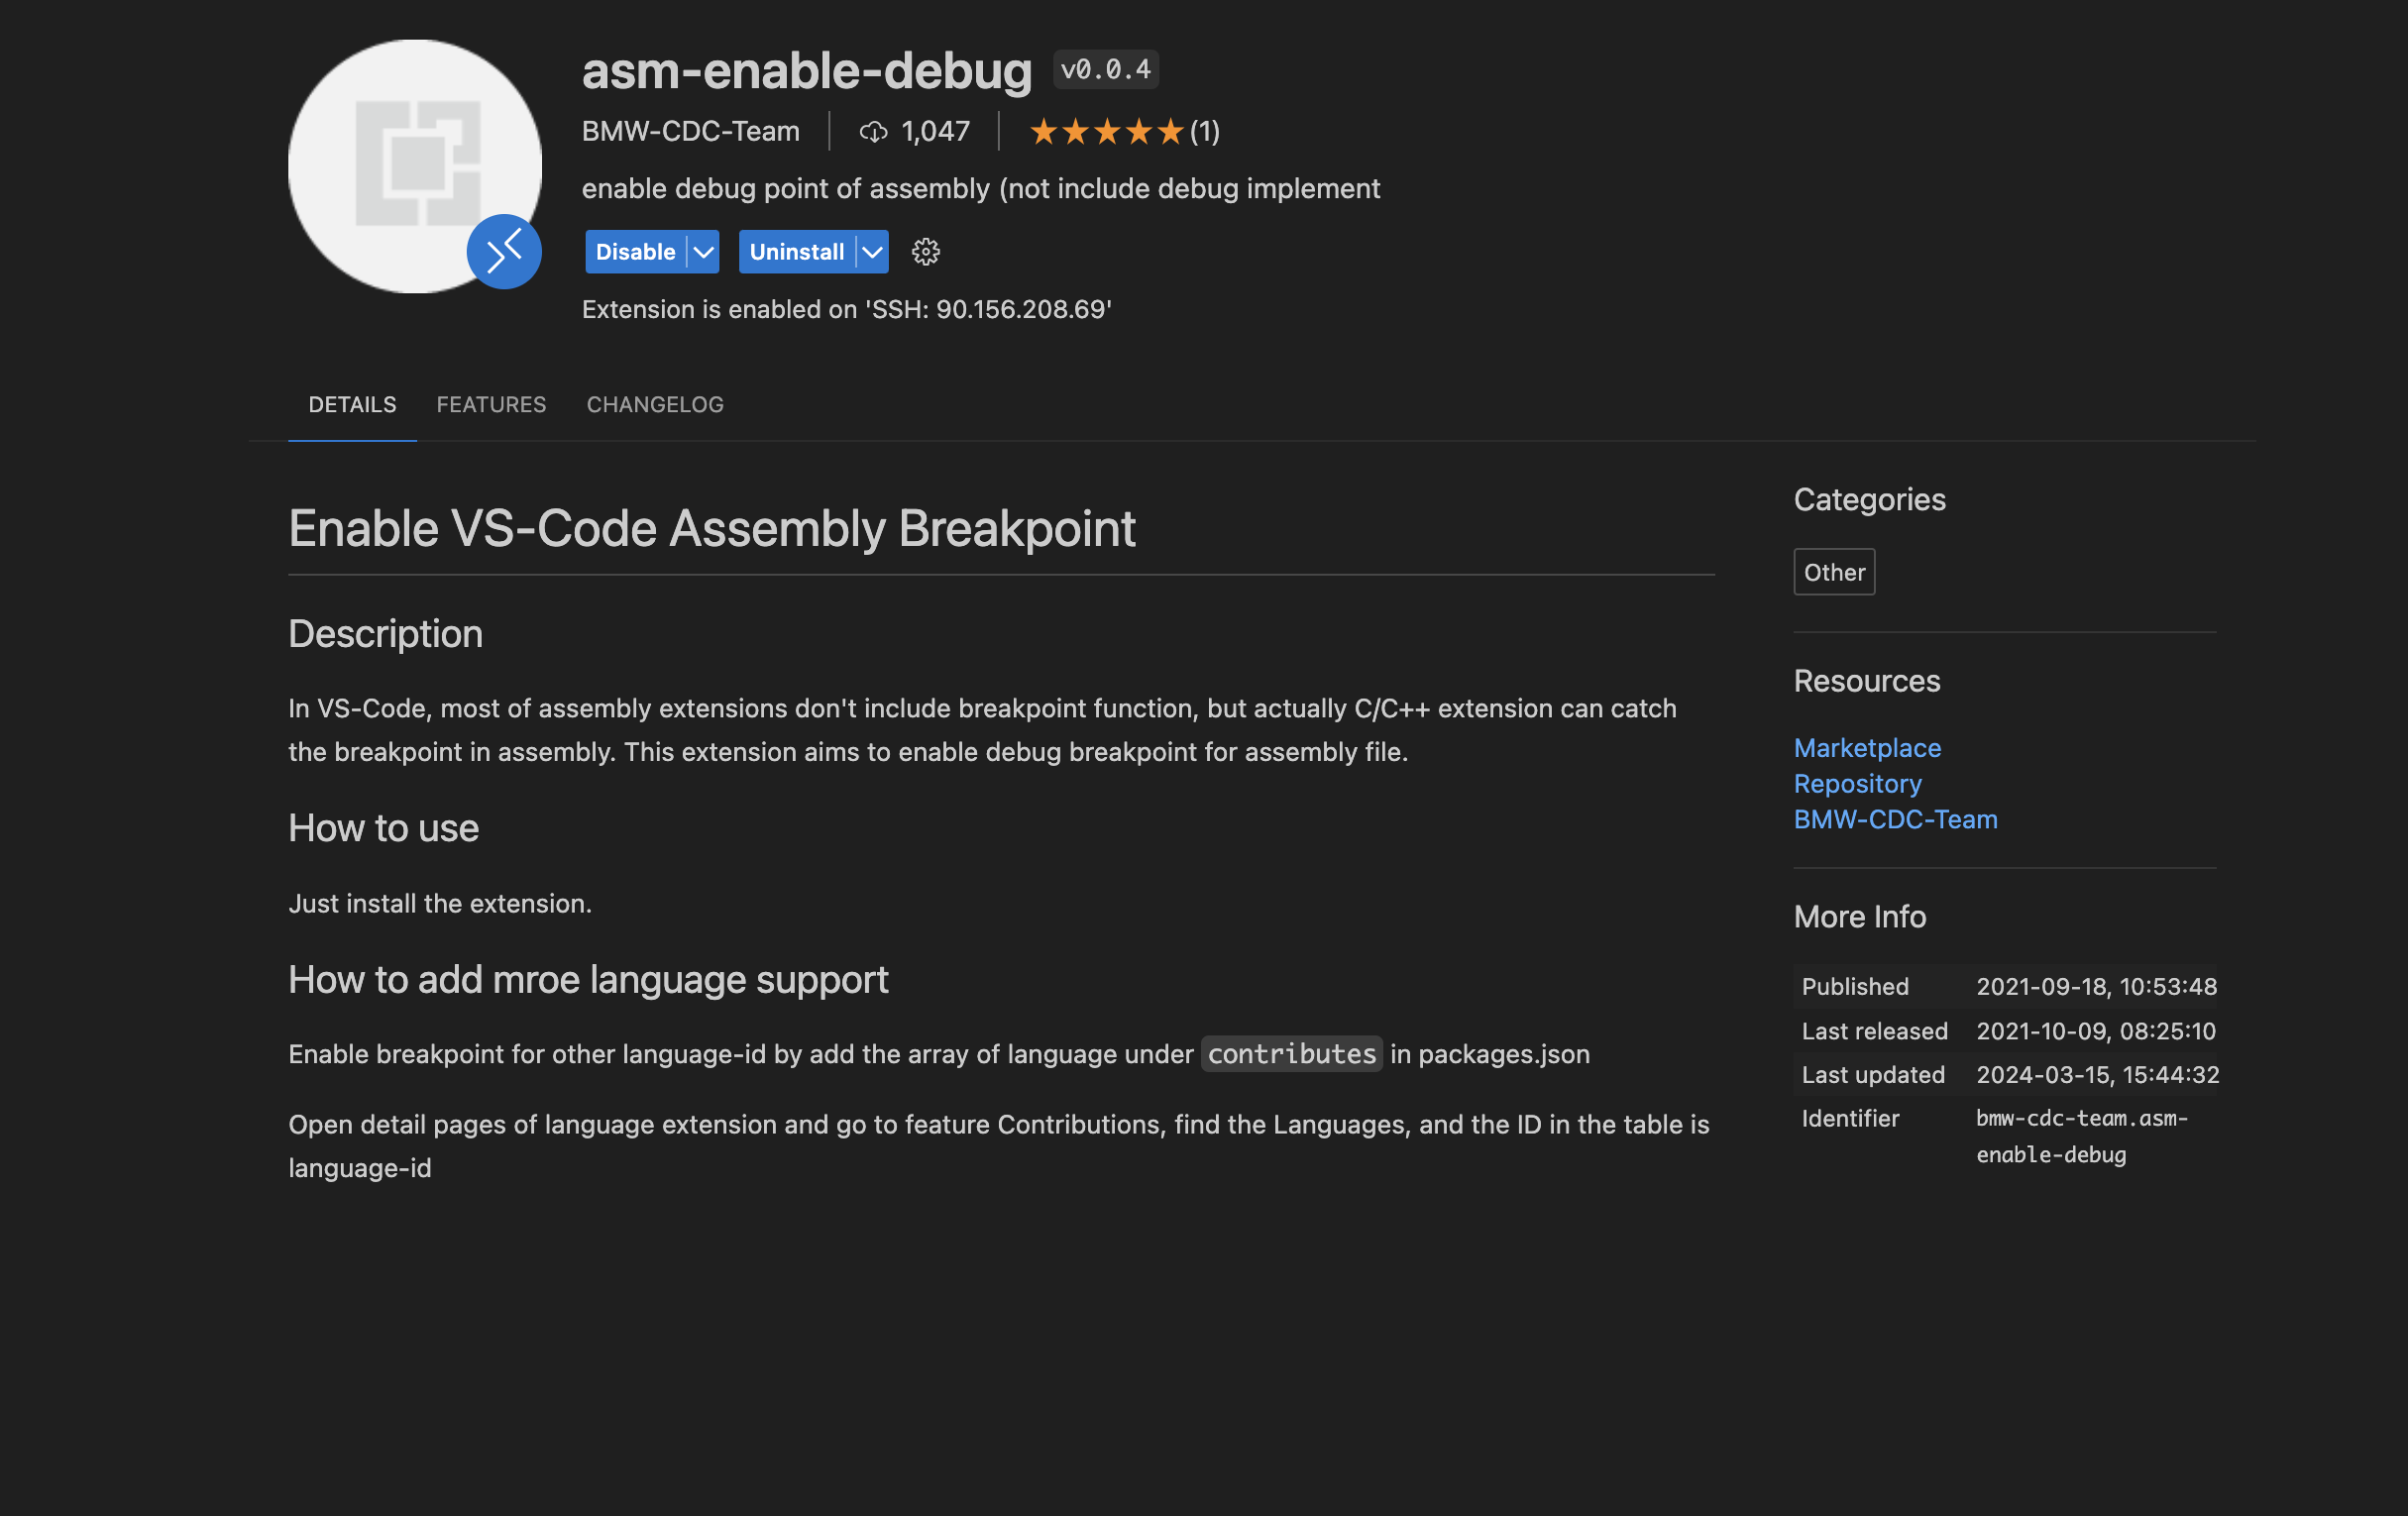 asm-enable-debug v0.0.4
BMW-CDC-Team 1,047 (1)
enable debug point of assembly (not include debug implement
Disable Uninstall
Extension is enabled on 'SSH: 90.156.208.69'
DETAILS FEATURES CHANGELOG
Enable VS-Code Assembly Breakpoint
Description
In VS-Code, most of assembly extensions don't include breakpoint function, but actually C/C++ extension can catch
the breakpoint in assembly. This extension aims to enable debug breakpoint for assembly file.
How to use
Just install the extension.
How to add mroe language support
Enable breakpoint for other language-id by add the array of language under contributes in packages.json
Open detail pages of language extension and go to feature Contributions, find the Languages, and the ID in the table is
language-id
Categories
Other
Resources
Marketplace
Repository
BMW-CDC-Team
More Info
Published 2021-09-18, 10:53:48
Last released 2021-10-09, 08:25:10
Last updated 2024-03-15, 15:44:32
Identifier bmw-cdc-team.asm-
enable-debug